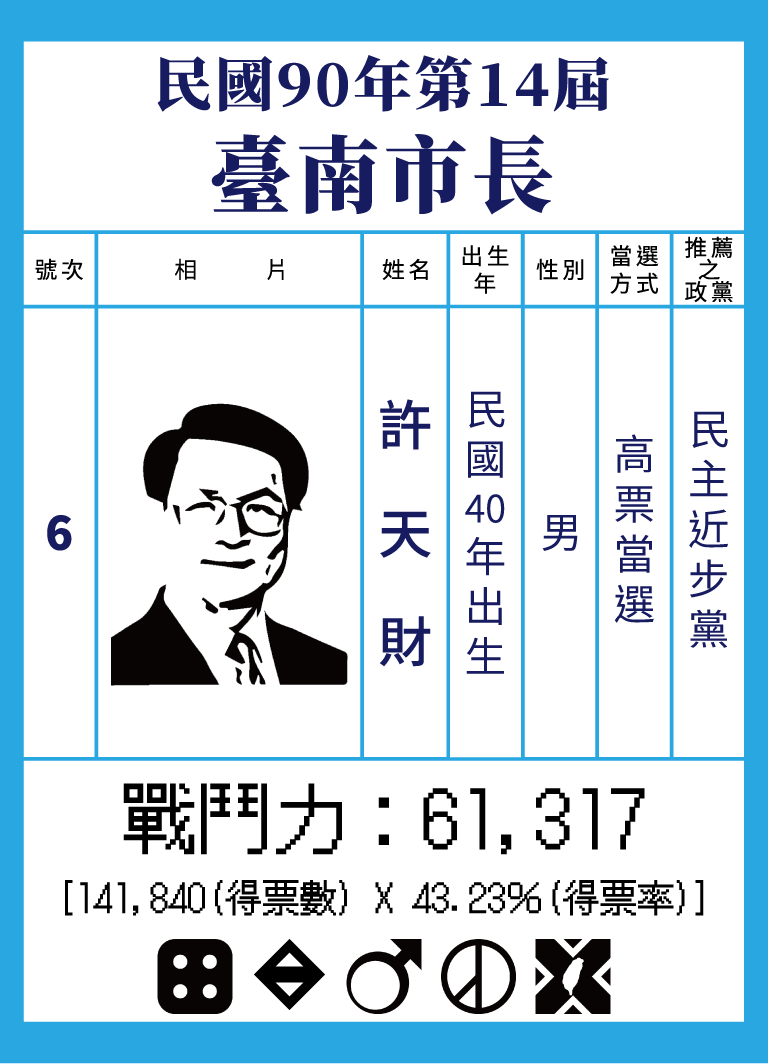 民國90年第14屆
臺南市長
號次
相 片
姓名
出生
年
性別
當選
方式
推薦
之
政黨
6
許天財
民國40年出生
男
高票當選
民主近步黨
戰鬥力：61,317
[141,840(得票數) X 43.23%(得票率)]